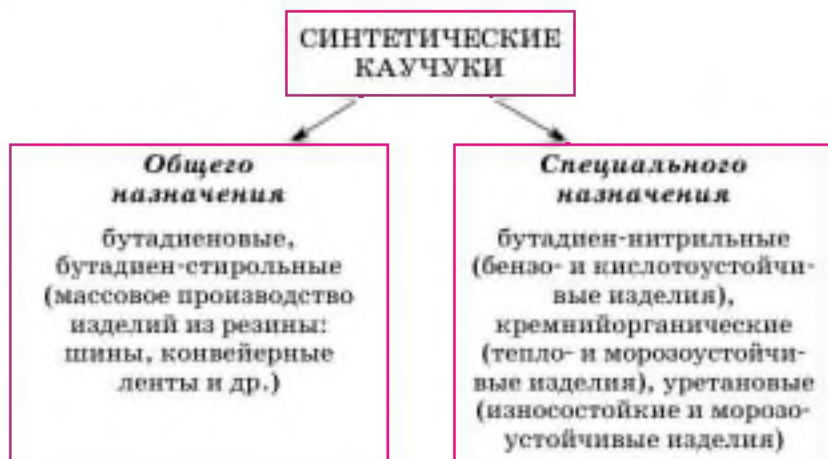 СИНТЕТИЧЕСКИЕ
КАУЧУКИ
Общего
назначения
бутадиеновые,
бутадиен-стирольные
(массовое производство
изделий из резины:
шины, конвейерные
ленты и др.)
Специального
назначения
бутадиен-нитрильные
(бензо- и кислотоустойчи-
вые изделия),
кремнийорганические
(тепло- и морозоустойчи-
вые изделия), уретановые
(износостойкие и морозо-
устойчивые изделия)